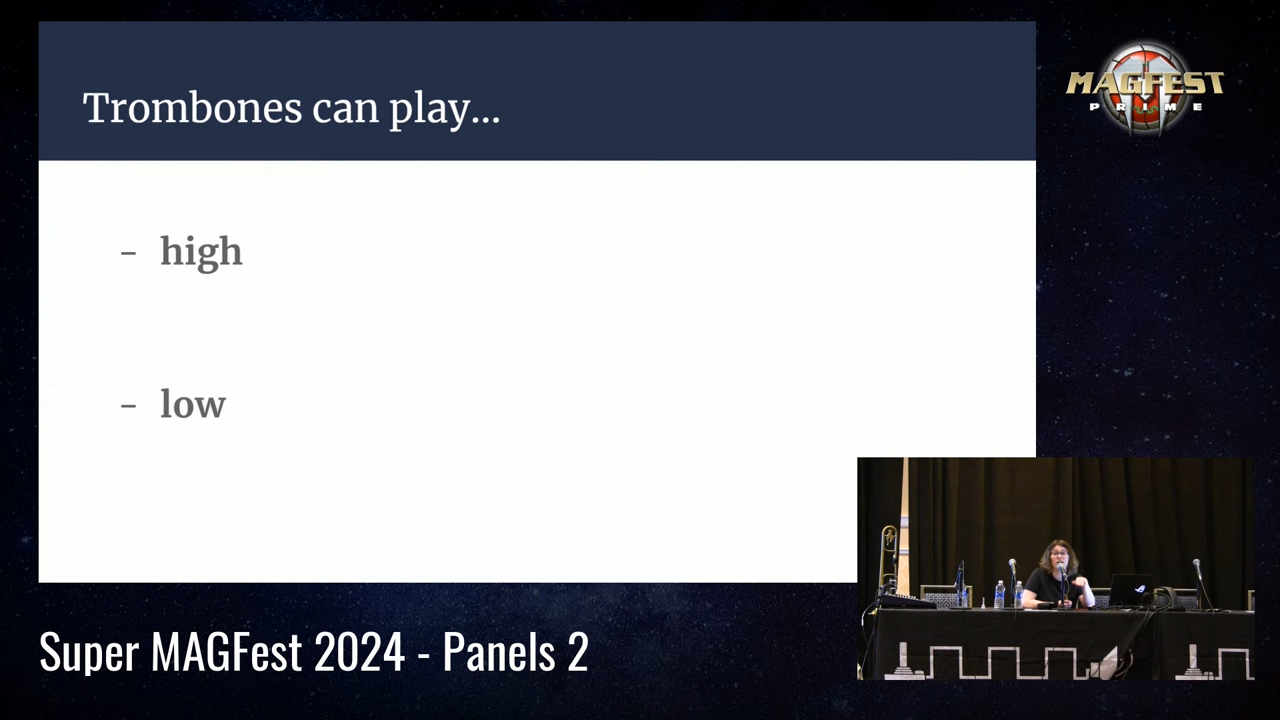 Trombones can play...
- high
- low
MAGFEST
PRIME
Super MAGFest 2024 - Panels 2